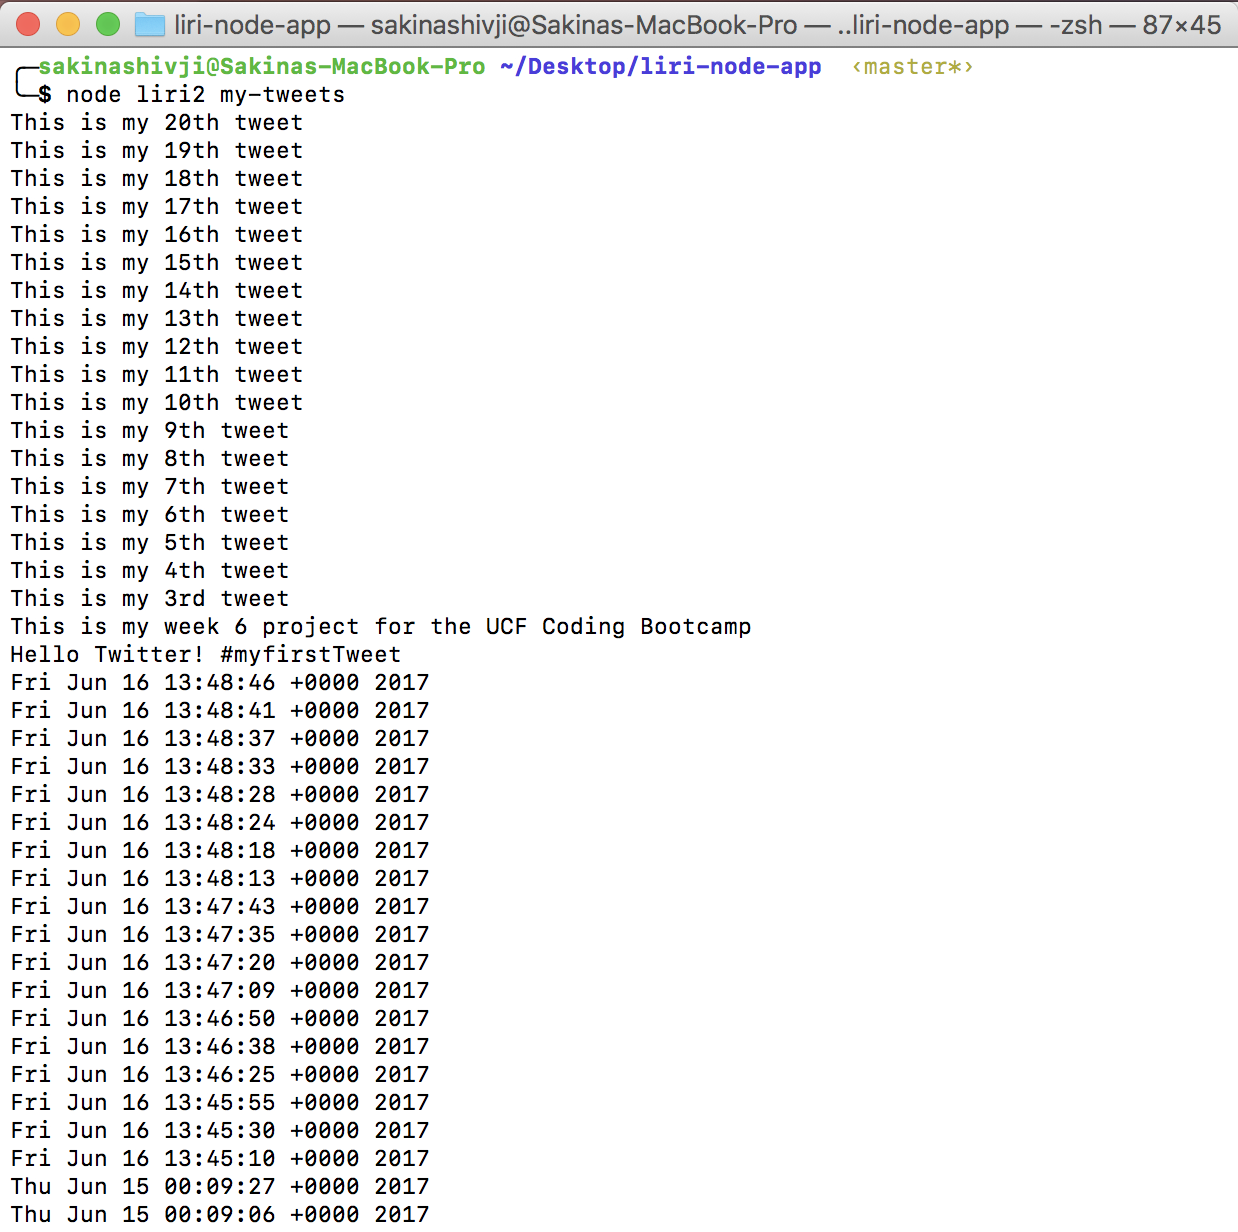 liri-node-app — sakinashivji@Sakinas-MacBook-Pro — ..liri-node-app — -zsh — 87×45
sakinashivji@Sakinas-MacBook-Pro ~/Desktop/liri-node-app ‹master*›
$ node liri2 my-tweets
This is my 20th tweet
This is my 19th tweet
This is my 18th tweet
This is my 17th tweet
This is my 16th tweet
This is my 15th tweet
This is my 14th tweet
This is my 13th tweet
This is my 12th tweet
This is my 11th tweet
This is my 10th tweet
This is my 9th tweet
This is my 8th tweet
This is my 7th tweet
This is my 6th tweet
This is my 5th tweet
This is my 4th tweet
This is my 3rd tweet
This is my week 6 project for the UCF Coding Bootcamp
Hello Twitter! #myfirstTweet
Fri Jun 16 13:48:46 +0000 2017
Fri Jun 16 13:48:41 +0000 2017
Fri Jun 16 13:48:37 +0000 2017
Fri Jun 16 13:48:33 +0000 2017
Fri Jun 16 13:48:28 +0000 2017
Fri Jun 16 13:48:24 +0000 2017
Fri Jun 16 13:48:18 +0000 2017
Fri Jun 16 13:48:13 +0000 2017
Fri Jun 16 13:47:43 +0000 2017
Fri Jun 16 13:47:35 +0000 2017
Fri Jun 16 13:47:20 +0000 2017
Fri Jun 16 13:47:09 +0000 2017
Fri Jun 16 13:46:50 +0000 2017
Fri Jun 16 13:46:38 +0000 2017
Fri Jun 16 13:46:25 +0000 2017
Fri Jun 16 13:45:55 +0000 2017
Fri Jun 16 13:45:30 +0000 2017
Fri Jun 16 13:45:10 +0000 2017
Thu Jun 15 00:09:27 +0000 2017
Thu Jun 15 00:09:06 +0000 2017